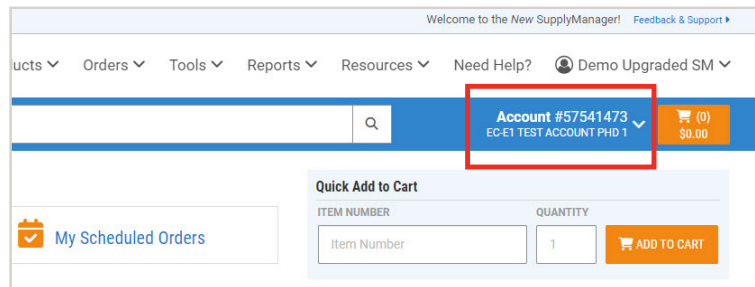 Welcome to the New SupplyManager! Feedback & Support
Orders Tools Reports Resources Need Help? Demo Upgraded SM
Account #57541473
EC-E1 TEST ACCOUNT PHD 1
(0)
$0.00
Quick Add to Cart
ITEM NUMBER QUANTITY
My Scheduled Orders
Item Number 1 ADD TO CART